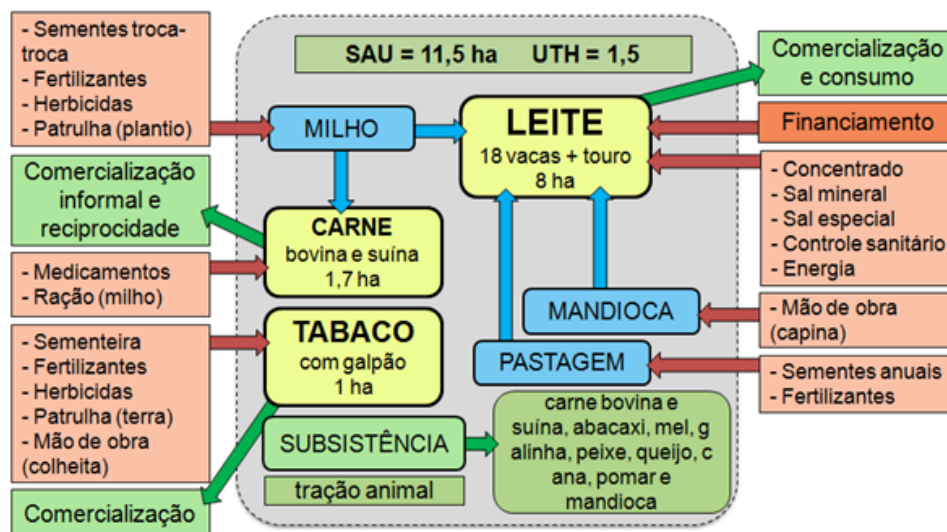 - Sementes troca-
troca
- Fertilizantes
- Herbicidas
- Patrulha (plantio)
Comercialização
informal e
reciprocidade
- Medicamentos
- Ração (milho)
- Sementeira
- Fertilizantes
- Herbicidas
- Patrulha (terra)
- Mão de obra
(colheita)
Comercialização
SAU = 11,5 ha UTH = 1,5
MILHO
LEITE
18 vacas + touro
8 ha
CARNE
bovina e suína
1,7 ha
TABACO
com galpão
1 ha
MANDIOCA
PASTAGEM
SUBSISTÊNCIA
tração animal
carne bovina e
suína, abacaxi, mel, g
alinha, peixe, queijo, c
ana, pomar e
mandioca
Comercialização
e consumo
Financiamento
- Concentrado
- Sal mineral
- Sal especial
- Controle sanitário
- Energia
- Mão de obra
(capina)
- Sementes anuais
- Fertilizantes